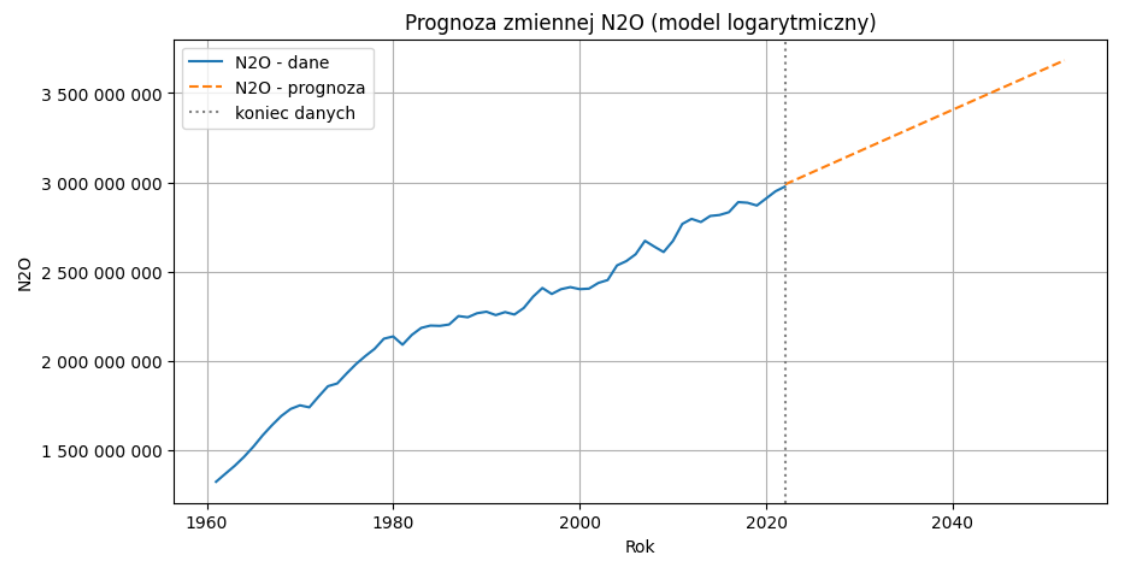 Prognoza zmiennej N2O (model logarytmiczny)
N2O - dane
N2O - prognoza
koniec danych
3 500 000 000
3 000 000 000
2 500 000 000
2 000 000 000
1 500 000 000
N2O
1960 1980 2000 2020 2040
Rok